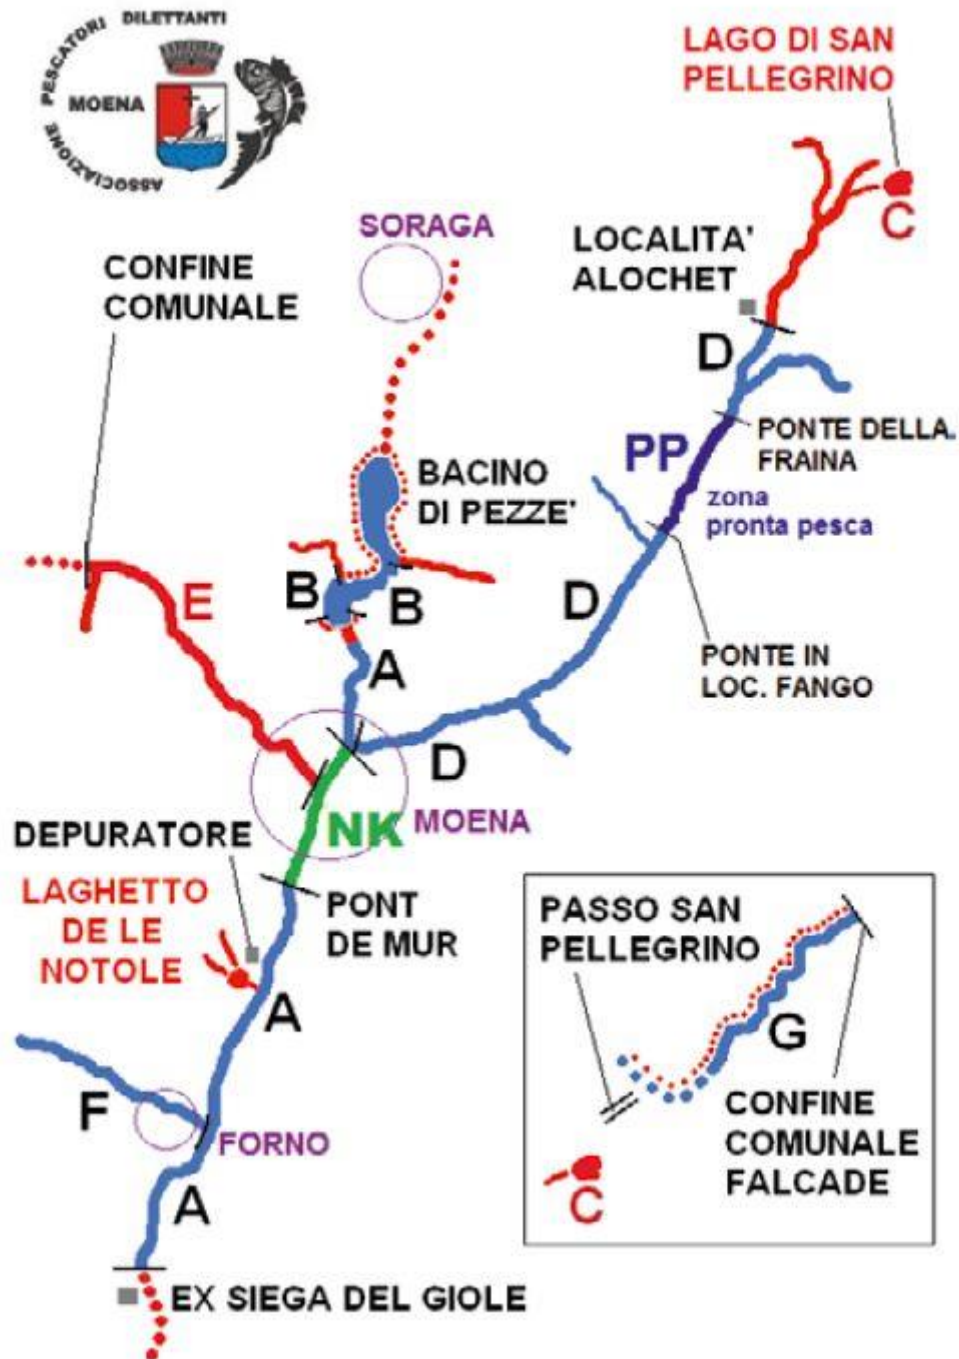 ASSOCIAZIONE PESCATORI DILETTANTI
MOENA
LAGO DI SAN
PELLEGRINO
C
SORAGA
LOCALITA'
ALOCHET
CONFINE
COMUNALE
D
PONTE DELLA.
FRAINA
PP
zona
pronta pesca
BACINO
DI PEZZE'
B
B
E
D
A
PONTE IN
LOC. FANGO
D
NK
MOENA
DEPURATORE
LAGHETTO
DE LE
NOTOLE
PONT
DE MUR
A
PASSO SAN
PELLEGRINO
G
F
FORNO
CONFINE
COMUNALE
FALCADE
A
C
EX SIEGA DEL GIOLE